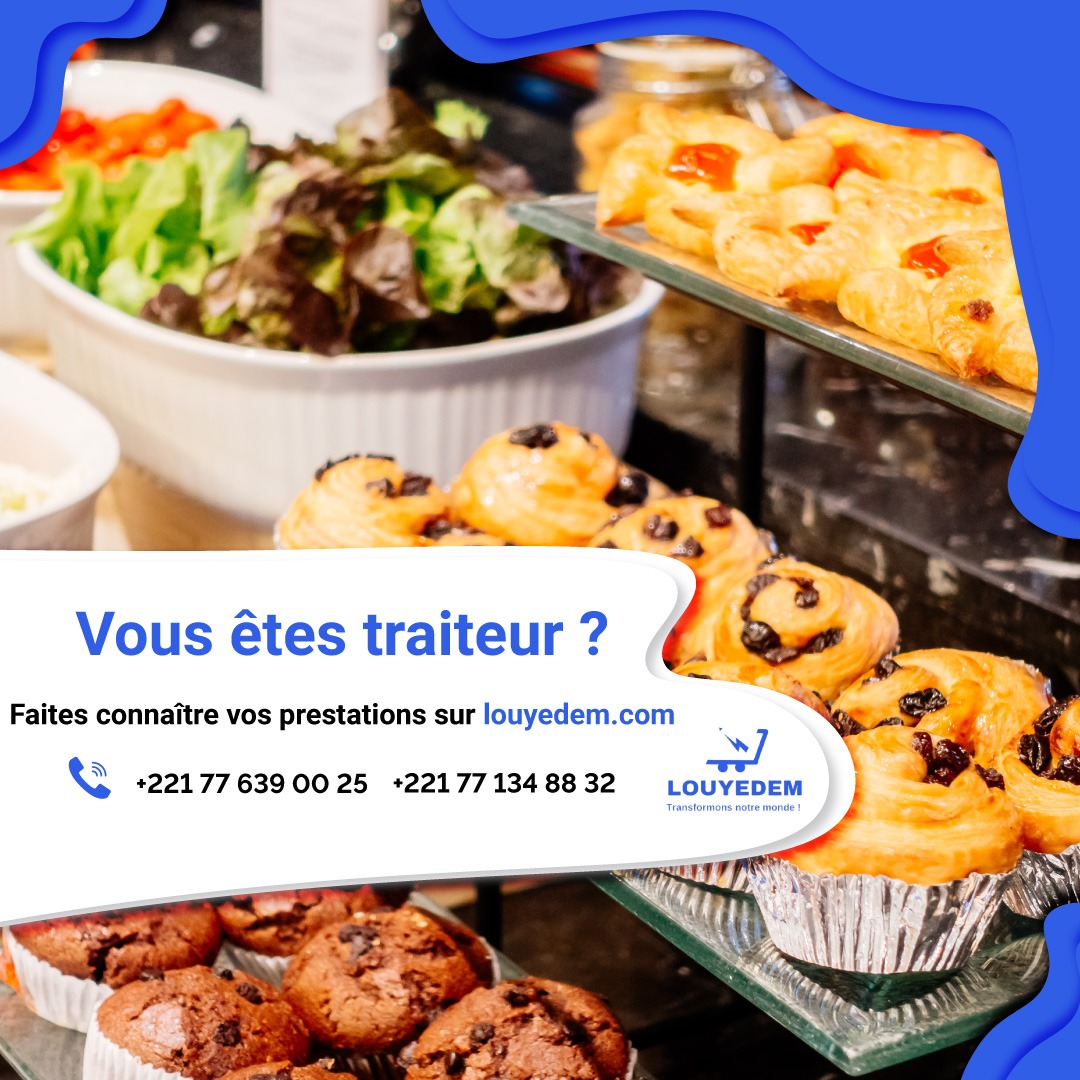 Vous êtes traiteur ?
Faites connaître vos prestations sur louyedem.com
+221 77 639 00 25 +221 77 134 88 32
LOUYEDEM
Transformons notre monde !